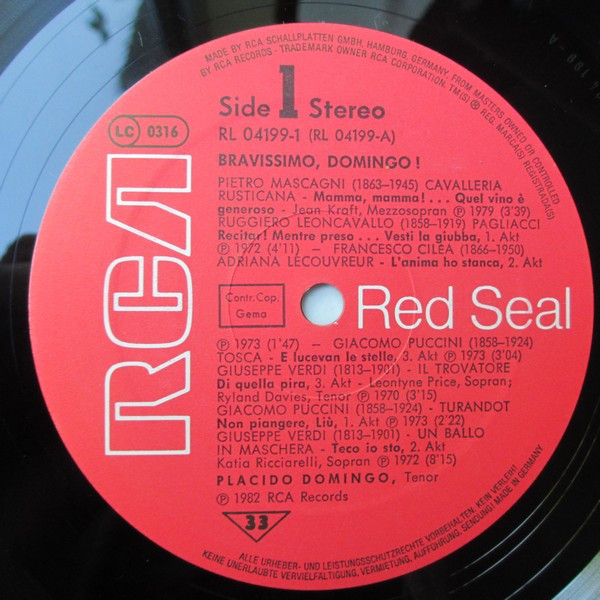 MADE BY RCA SCHALLPLATTEN GMBH, HAMBURG, GERMANY, FROM MASTERS OWNED OR CONTROLLED
BY RCA RECORDS · TRADEMARK OWNER RCA CORPORATION, TM(S) ® REG. MARCA(S) REGISTRADA(S)
Side 1 Stereo
LC 0316
RL 04199-1 (RL 04199-A)
BRAVISSIMO, DOMINGO !
PIETRO MASCAGNI (1863–1945) CAVALLERIA
RUSTICANA - Mamma, mamma! . . . Quel vino è
generoso - Jean Kraft, Mezzosopran ℗ 1979 (3'39)
RUGGIERO LEONCAVALLO (1858–1919) PAGLIACCI
Recitar! Mentre preso . . . Vesti la giubba, 1. Akt
℗ 1972 (4'11) – FRANCESCO CILEA (1866–1950)
ADRIANA LECOUVREUR - L'anima ho stanca, 2. Akt
Contr. Cop.
Gema
RCA
Red Seal
℗ 1973 (1'47) – GIACOMO PUCCINI (1858–1924)
TOSCA - E lucevan le stelle, 3. Akt ℗ 1973 (3'04)
GIUSEPPE VERDI (1813–1901) - IL TROVATORE
Di quella pira, 3. Akt - Leontyne Price, Sopran;
Ryland Davies, Tenor ℗ 1970 (3'15)
GIACOMO PUCCINI (1858–1924) - TURANDOT
Non piangere, Liù, 1. Akt ℗ 1973 (2'22)
GIUSEPPE VERDI (1813–1901) - UN BALLO
IN MASCHERA - Teco io sto, 2. Akt
Katia Ricciarelli, Sopran ℗ 1972 (8'15)
PLACIDO DOMINGO, Tenor
℗ 1982 RCA Records
33
ALLE URHEBER- UND LEISTUNGSSCHUTZRECHTE VORBEHALTEN: KEIN VERLEIH!
KEINE UNERLAUBTE VERVIELFÄLTIGUNG, VERMIETUNG, AUFFÜHRUNG, SENDUNG! MADE IN GERMANY